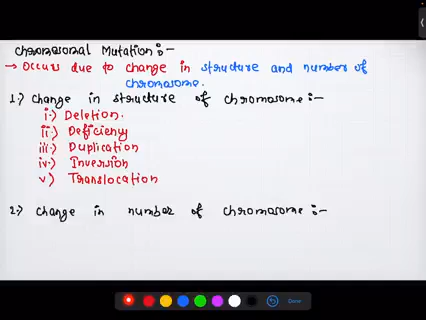 Chromosomal Mutation :-
→ Occurs due to change in structure and number of
chromosome.
1.) Change in structure of chromosome :-
i.) Deletion.
ii.) Deficieny
iii.) Duplication
iv.) Inversion
v.) Translocation
2.) Change in number of chromosome :-
Done